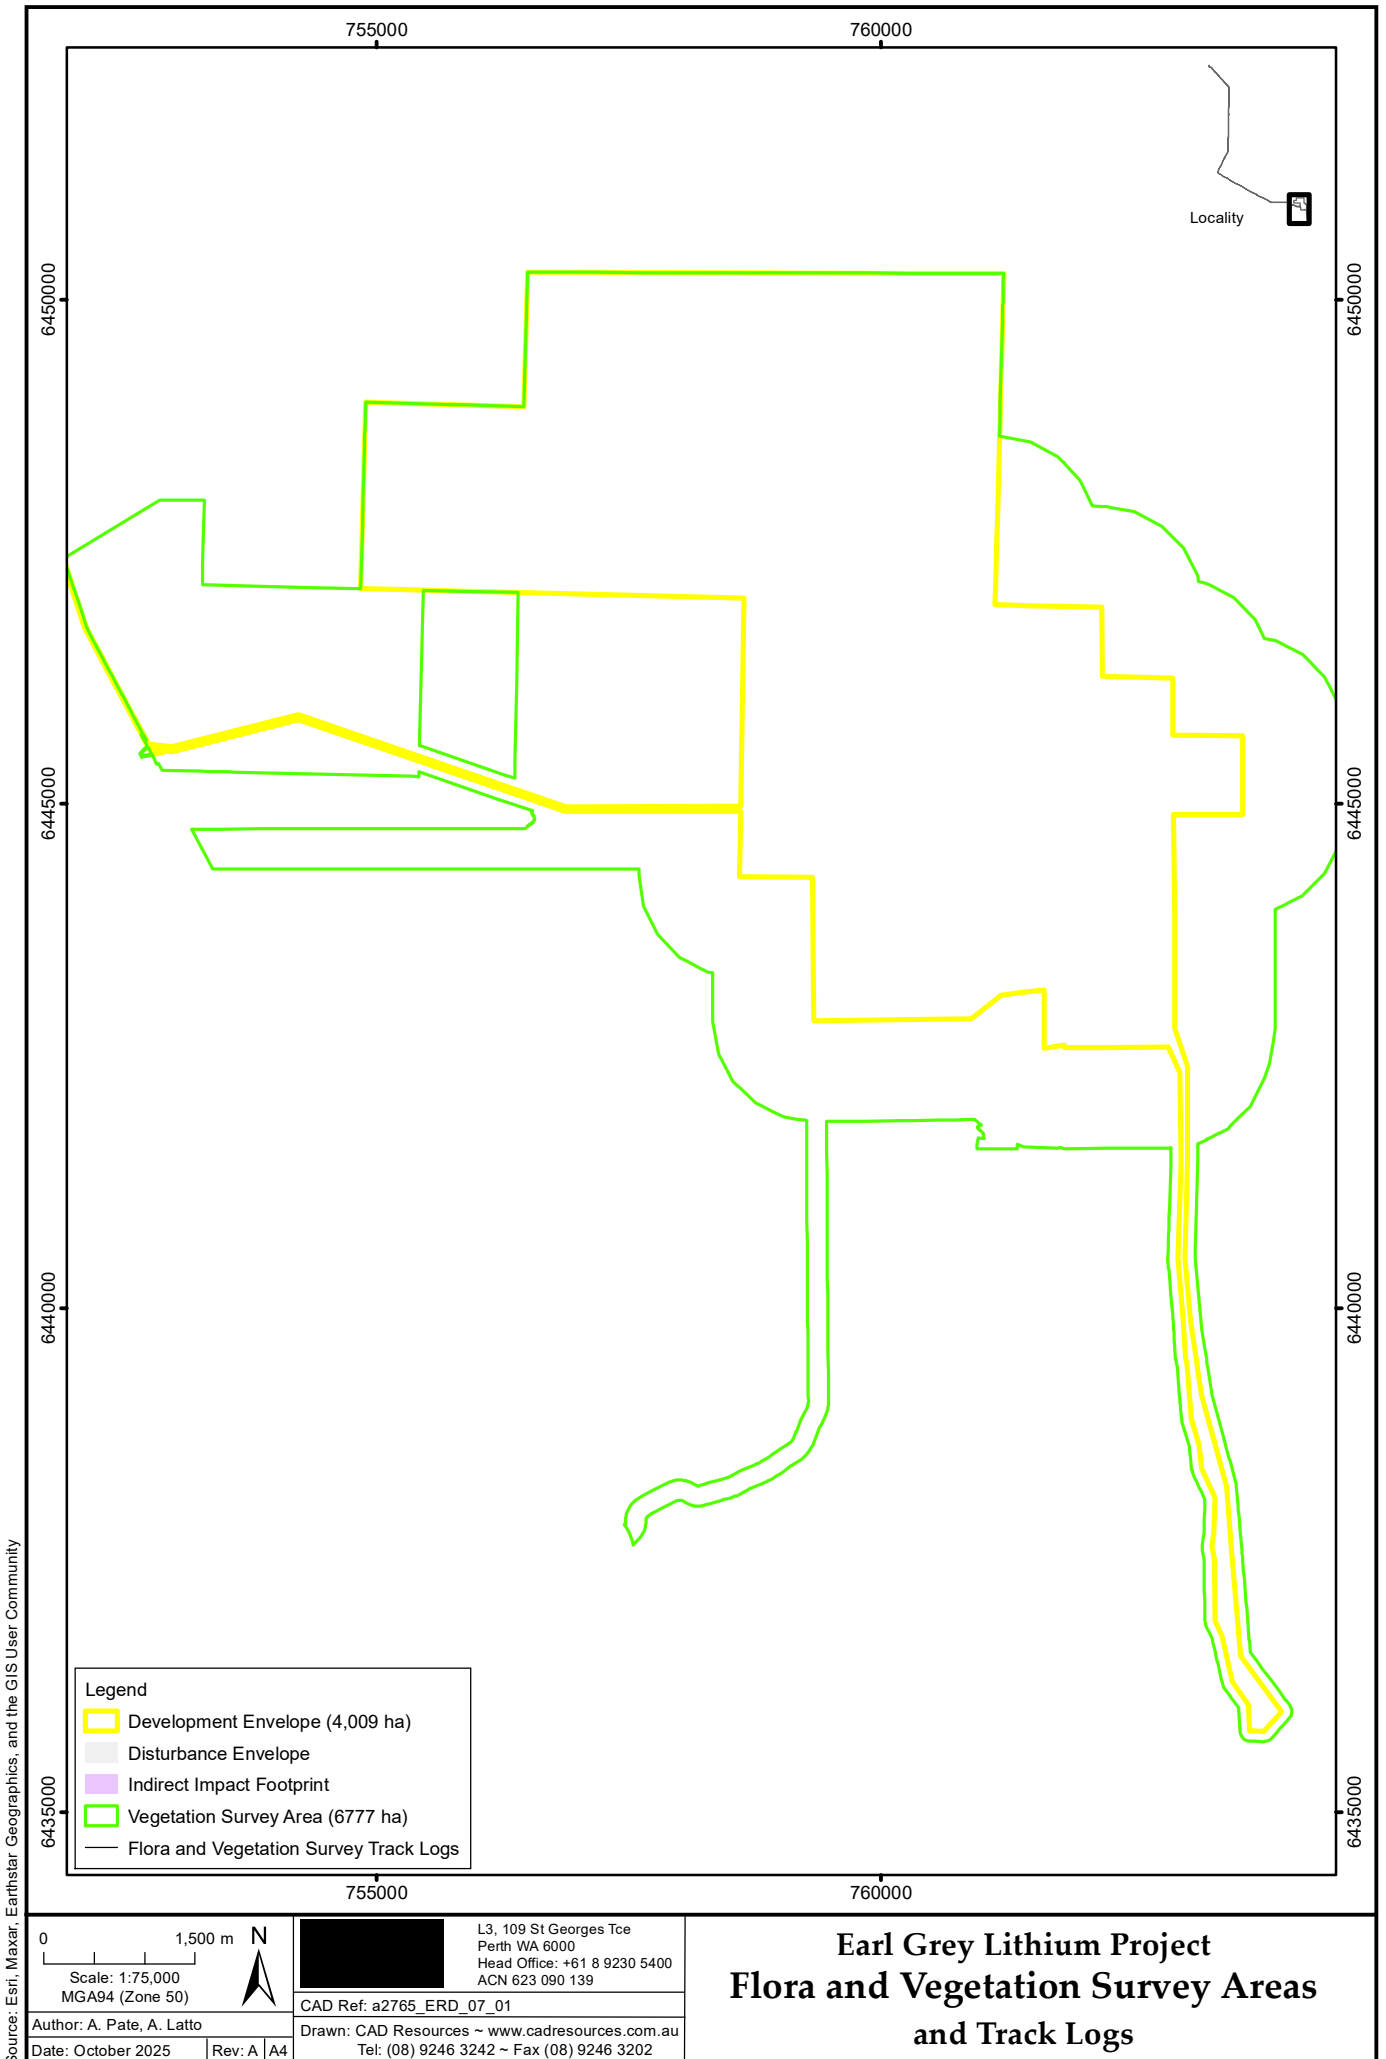 755000
760000
Locality
6450000
6450000
6445000
6445000
6440000
6440000
6435000
6435000
Legend
Development Envelope (4,009 ha)
Disturbance Envelope
Indirect Impact Footprint
Vegetation Survey Area (6777 ha)
Flora and Vegetation Survey Track Logs
755000
760000
Source: Esri, Maxar, Earthstar Geographics, and the GIS User Community
0
1,500 m
N
Scale: 1:75,000
MGA94 (Zone 50)
Author: A. Pate, A. Latto
Date: October 2025
Rev: A
A4
L3, 109 St Georges Tce
Perth WA 6000
Head Office: +61 8 9230 5400
ACN 623 090 139
CAD Ref: a2765_ERD_07_01
Drawn: CAD Resources ~ www.cadresources.com.au
Tel: (08) 9246 3242 ~ Fax (08) 9246 3202
Earl Grey Lithium Project
Flora and Vegetation Survey Areas
and Track Logs